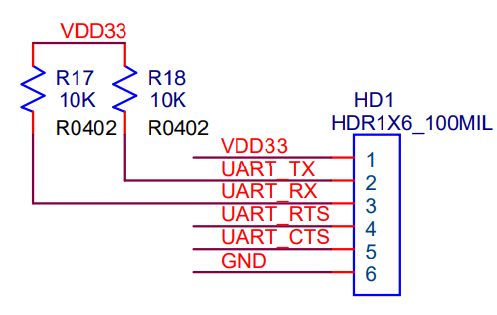 VDD33
R17
10K
R0402
R18
10K
R0402
HD1
HDR1X6_100MIL
VDD33 1
UART_TX 2
UART_RX 3
UART_RTS 4
UART_CTS 5
GND 6